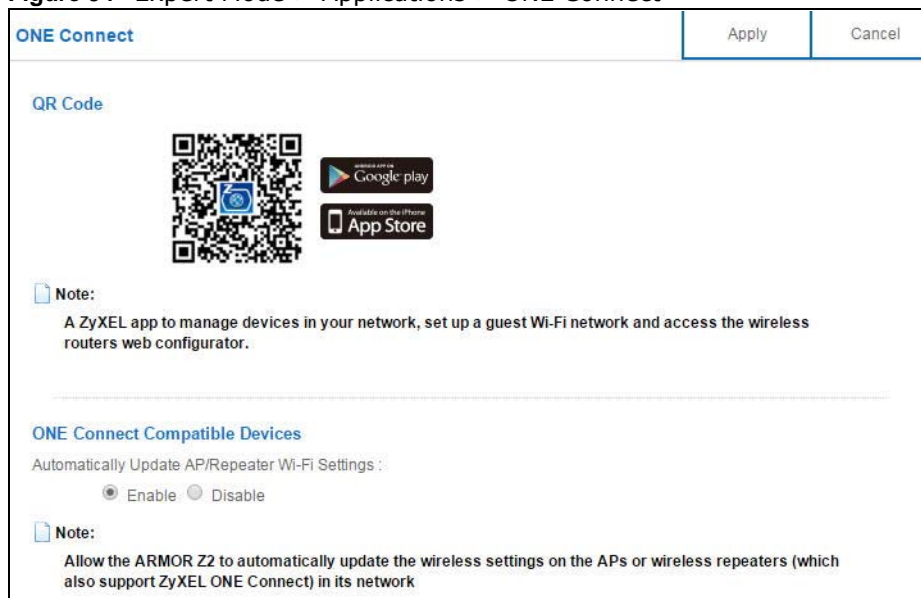 ONE Connect
Apply
Cancel
QR Code
ANDROID APP ON
Google play
Available on the iPhone
App Store
Note:
A ZyXEL app to manage devices in your network, set up a guest Wi-Fi network and access the wireless
routers web configurator.
ONE Connect Compatible Devices
Automatically Update AP/Repeater Wi-Fi Settings :
Enable Disable
Note:
Allow the ARMOR Z2 to automatically update the wireless settings on the APs or wireless repeaters (which
also support ZyXEL ONE Connect) in its network